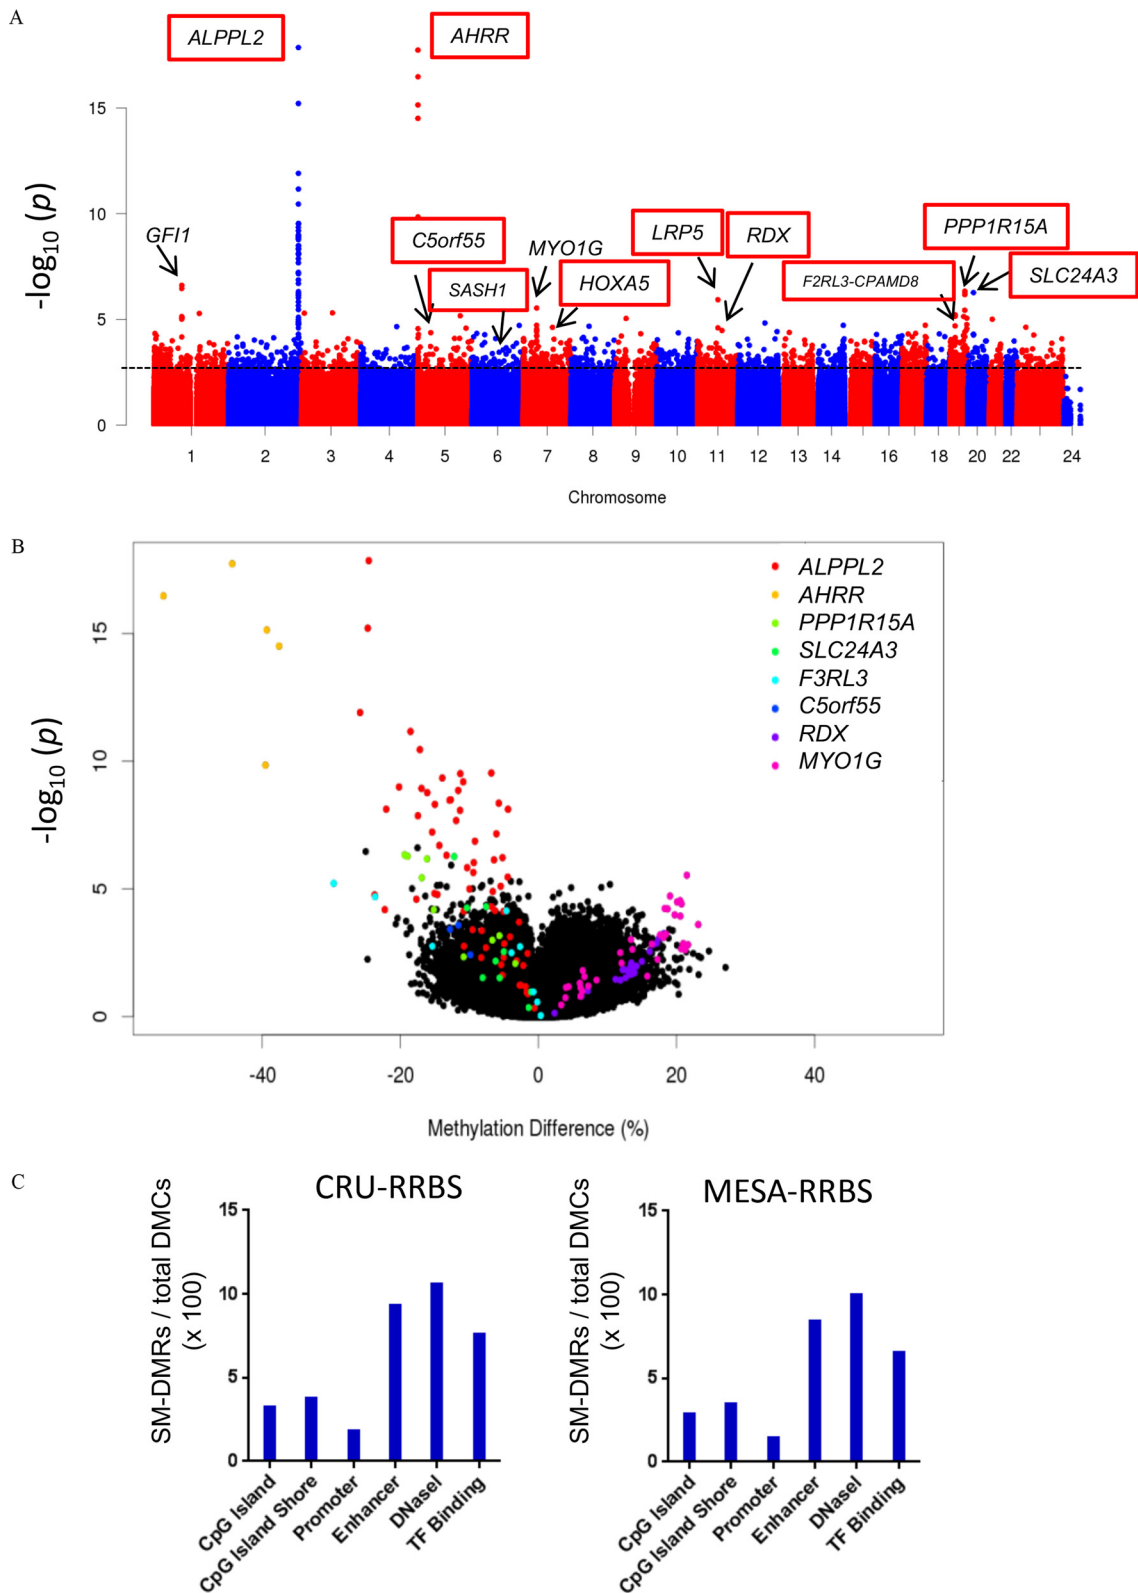 A
ALPPL2
AHRR
15
10
5
0
-log10 (p)
GFI1
C5orf55
SASH1
MYO1G
HOXA5
LRP5
RDX
F2RL3-CPAMD8
PPP1R15A
SLC24A3
1 2 3 4 5 6 7 8 9 10 11 12 13 14 16 18 20 22 24
Chromosome
B
ALPPL2
AHRR
PPP1R15A
SLC24A3
F3RL3
C5orf55
RDX
MYO1G
15
10
5
0
-log10 (p)
-40 -20 0 20 40
Methylation Difference (%)
C
CRU-RRBS
SM-DMRs / total DMCs
(x 100)
15
10
5
0
CpG Island
CpG Island Shore
Promoter
Enhancer
DNaseI
TF Binding
MESA-RRBS
SM-DMRs / total DMCs
(x 100)
15
10
5
0
CpG Island
CpG Island Shore
Promoter
Enhancer
DNaseI
TF Binding